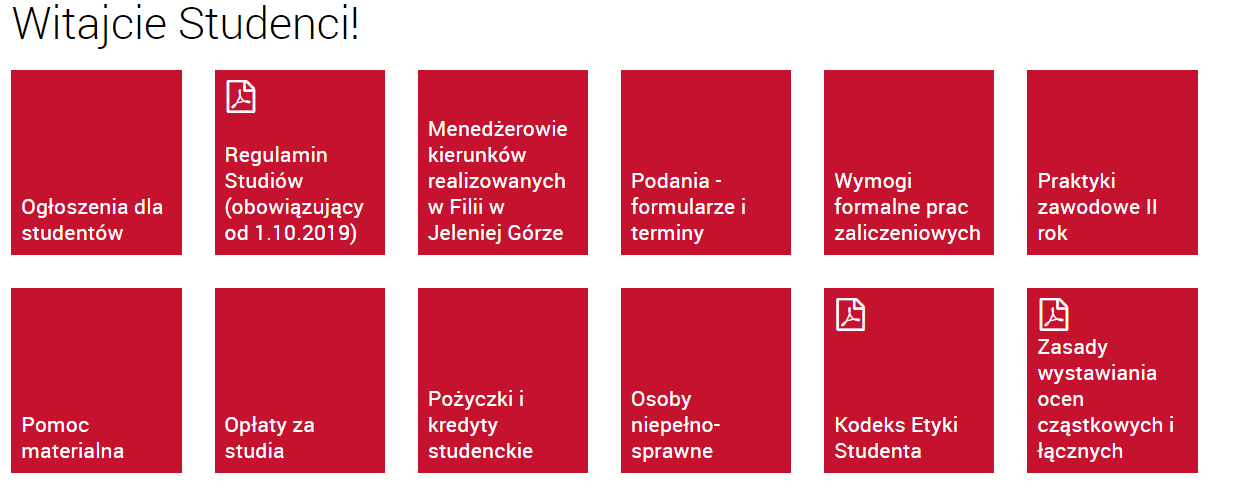 Witajcie Studenci!
Ogłoszenia dla
studentów
Regulamin
Studiów
(obowiązujący
od 1.10.2019)
Menedżerowie
kierunków
realizowanych
w Filii w
Jeleniej Górze
Podania -
formularze i
terminy
Wymogi
formalne prac
zaliczeniowych
Praktyki
zawodowe II
rok
Pomoc
materialna
Opłaty za
studia
Pożyczki i
kredyty
studenckie
Osoby
niepełno-
sprawne
Kodeks Etyki
Studenta
Zasady
wystawiania
ocen
cząstkowych i
łącznych